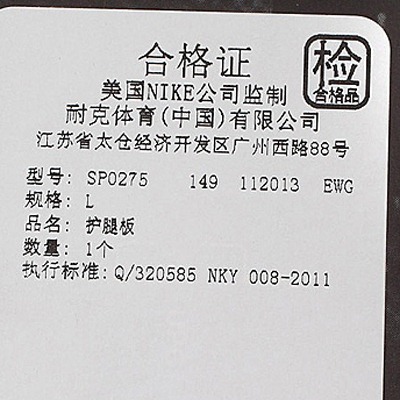 合格证
检
合格品
美国NIKE公司监制
耐克体育(中国)有限公司
江苏省太仓经济开发区广州西路88号
型号: SP0275 149 112013 EWG
规格: L
品名: 护腿板
数量: 1个
执行标准: Q/320585 NKY 008-2011